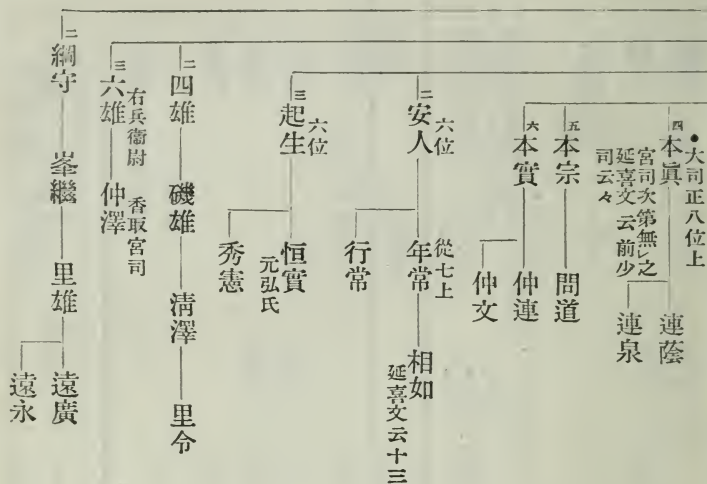 ●大司正八位上
四
本眞
宮司次第無㆑之
延喜文云前少
司云々
連蔭
連泉
五
本宗
問道
六
本實
仲連
仲文
六位
二
安人
從七上
年常
相如
延喜文云十三
行常
六位
三
起生
恒實
元弘氏
秀憲
二
四雄
磯雄
淸澤
里令
右兵衞尉
三
六雄
香取宮司
仲澤
二
綱守
峯繼
里雄
遠廣
遠永